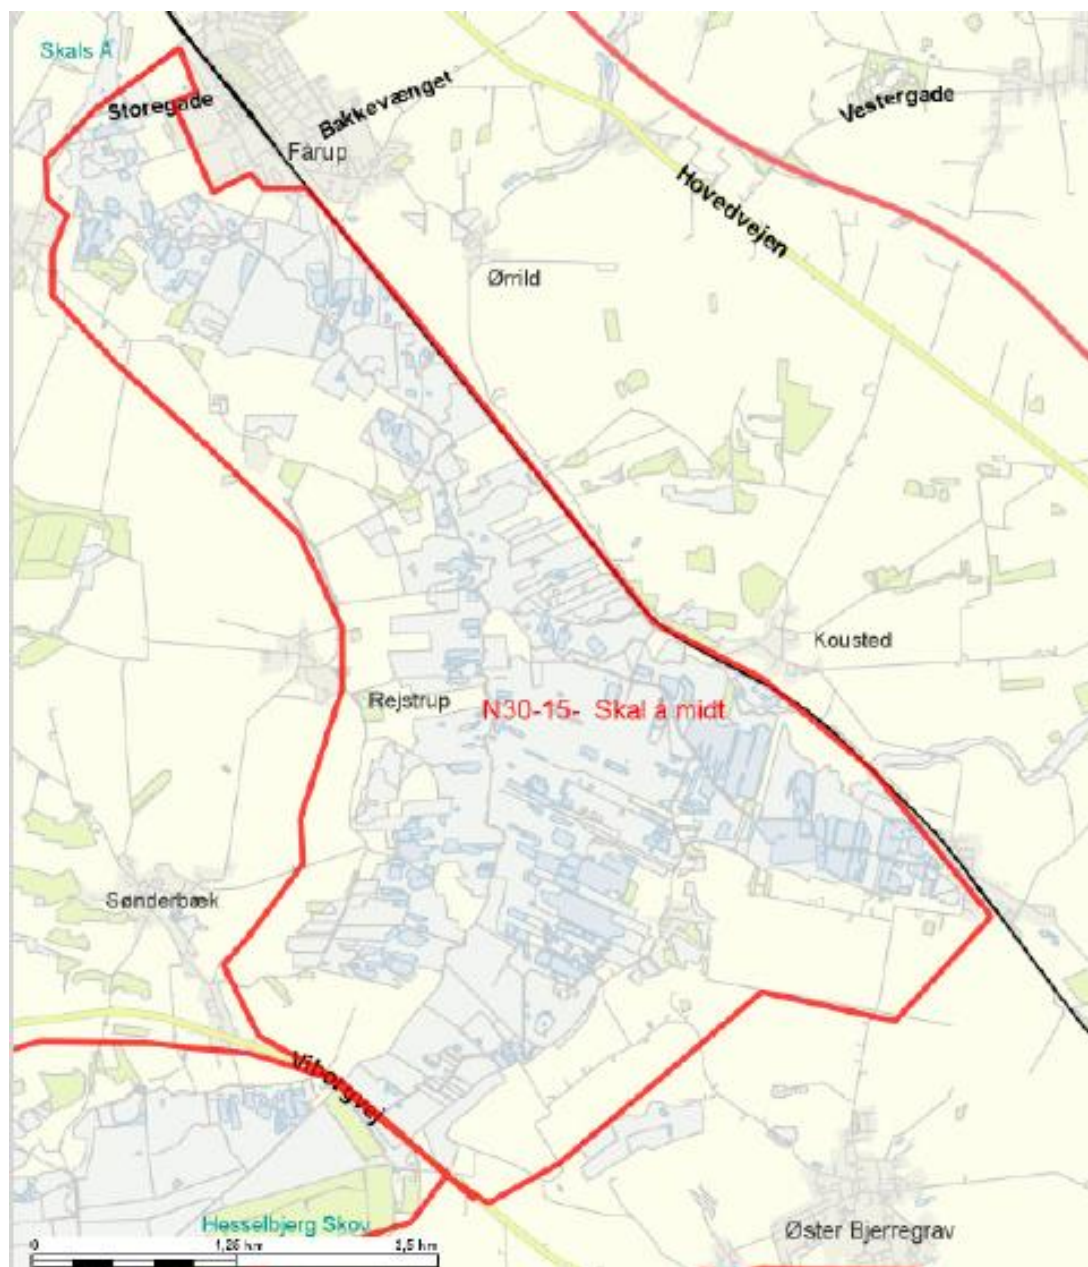 Skals Å
Storegade
Bakkevænget
Vestergade
Fårup
Hovedvejen
Ørrild
Kousted
Rejstrup
N30-15- Skal å midt
Sønderbæk
Viborgvej
Hesselbjerg Skov
Øster Bjerregrav
0 1,25 km 2,5 km